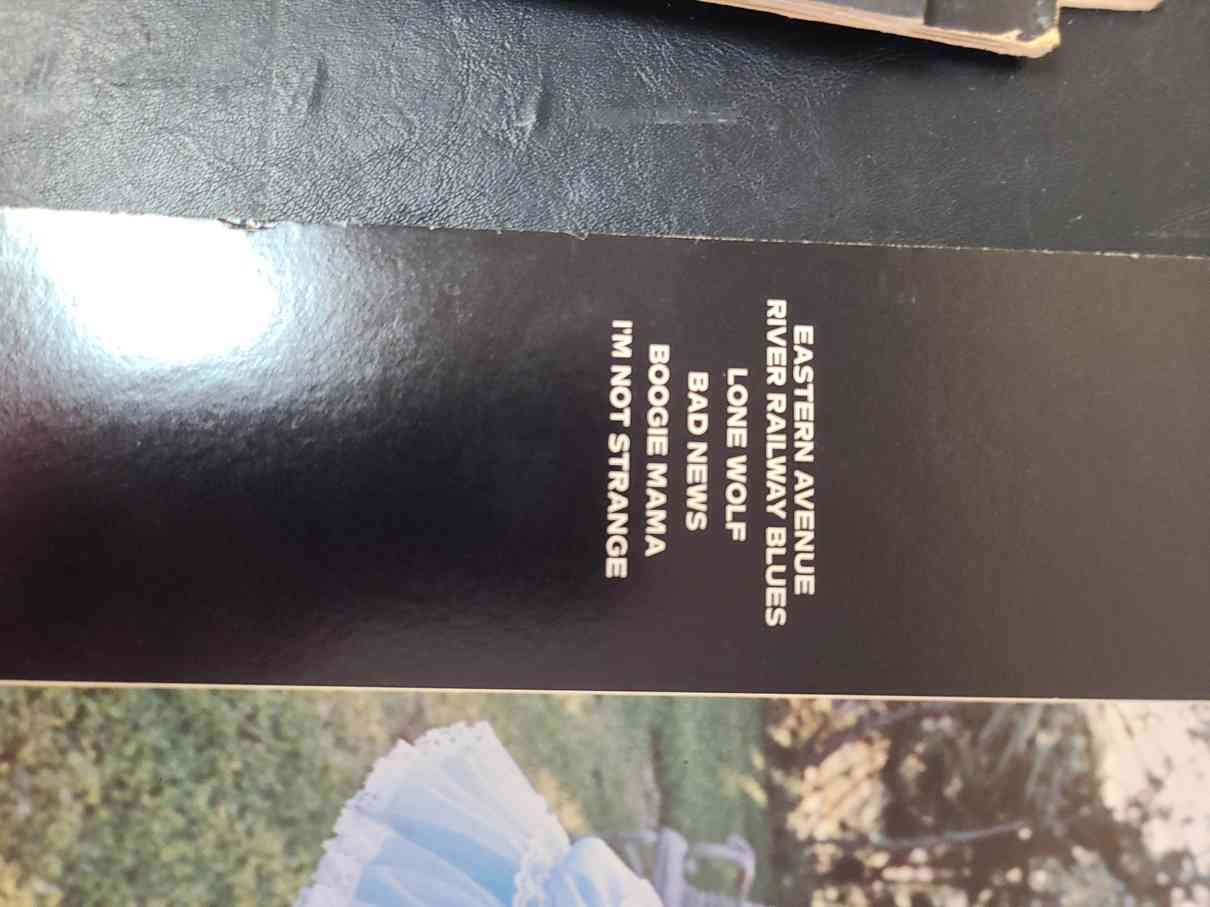 EASTERN AVENUE
RIVER RAILWAY BLUES
LONE WOLF
BAD NEWS
BOOGIE MAMA
I'M NOT STRANGE